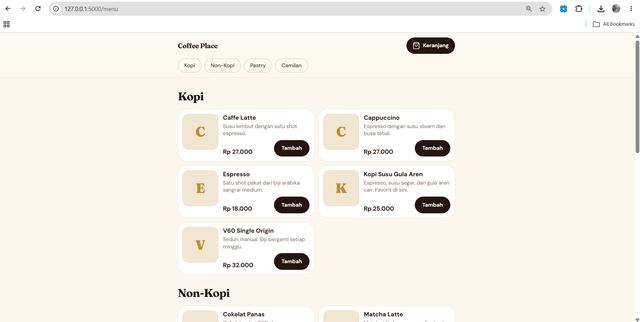 127.0.0.1:5000/menu
All Bookmarks
Coffee Place
Keranjang
Kopi
Non-Kopi
Pastry
Camilan
Kopi
C
Caffe Latte
Susu lembut dengan satu shot
espresso.
Rp 27.000
Tambah
C
Cappuccino
Espresso dengan susu steam dan
busa tebal.
Rp 27.000
Tambah
E
Espresso
Satu shot pekat dari biji arabika
sangrai medium.
Rp 18.000
Tambah
K
Kopi Susu Gula Aren
Espresso, susu segar, dan gula aren
cair. Favorit di sini.
Rp 25.000
Tambah
V
V60 Single Origin
Seduh manual. Biji berganti setiap
minggu.
Rp 32.000
Tambah
Non-Kopi
Cokelat Panas
Matcha Latte